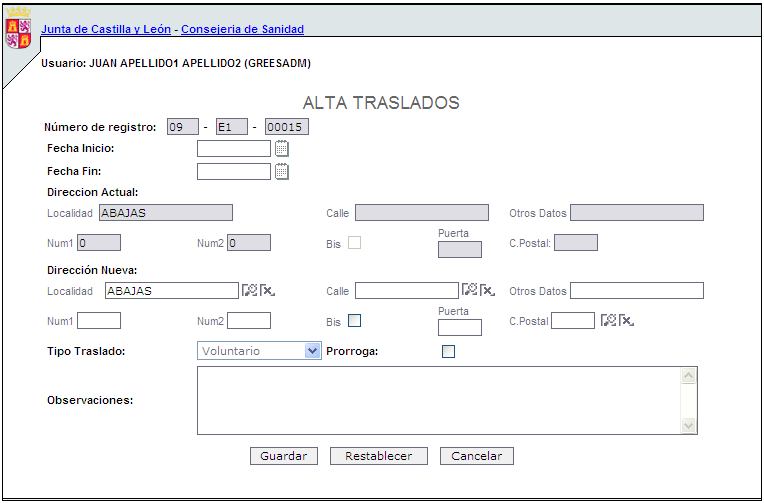 Junta de Castilla y León - Consejeria de Sanidad
Usuario: JUAN APELLIDO1 APELLIDO2 (GREESADM)
ALTA TRASLADOS
Número de registro: 09 - E1 - 00015
Fecha Inicio:
Fecha Fin:
Direccion Actual:
Localidad ABAJAS Calle Otros Datos
Num1 0 Num2 0 Bis Puerta C.Postal:
Dirección Nueva:
Localidad ABAJAS Calle Otros Datos
Num1 Num2 Bis Puerta C.Postal
Tipo Traslado: Voluntario Prorroga:
Observaciones:
Guardar Restablecer Cancelar